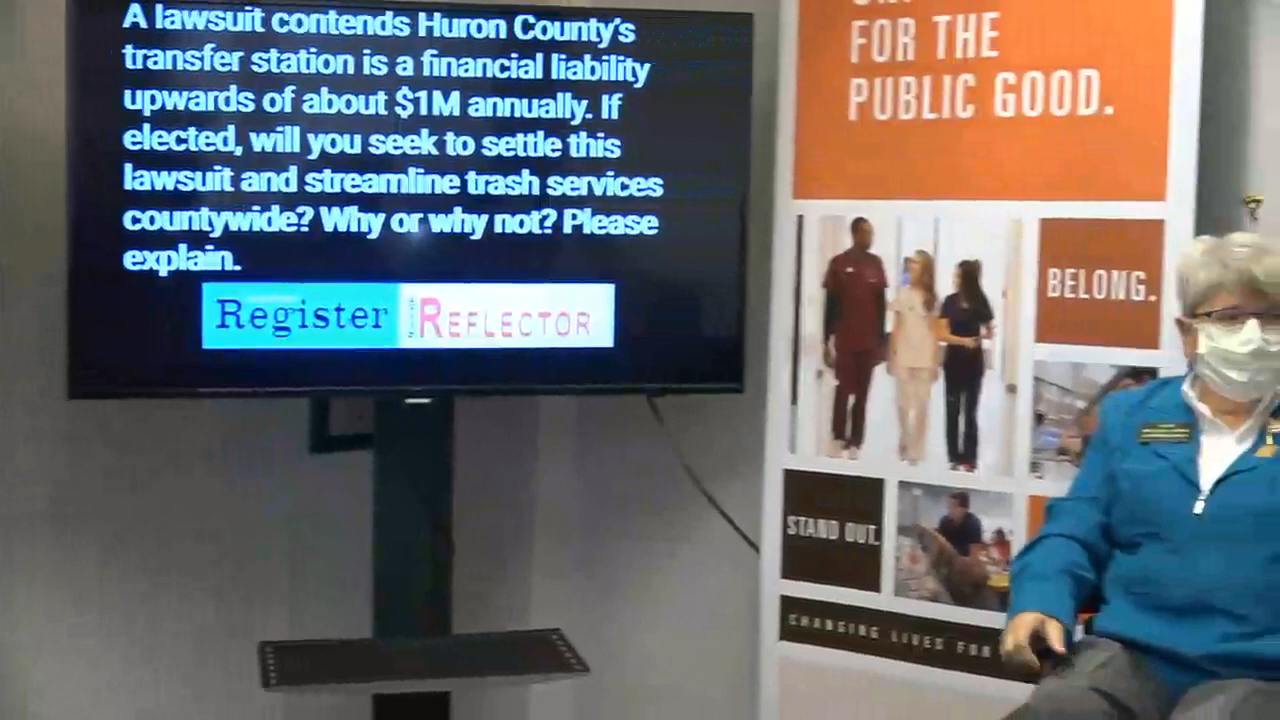 A lawsuit contends Huron County's
transfer station is a financial liability
upwards of about $1M annually. If
elected, will you seek to settle this
lawsuit and streamline trash services
countywide? Why or why not? Please
explain.
Register
REFLECTOR
FOR THE
PUBLIC GOOD.
BELONG.
STAND OUT.
CHANGING LIVES FOR